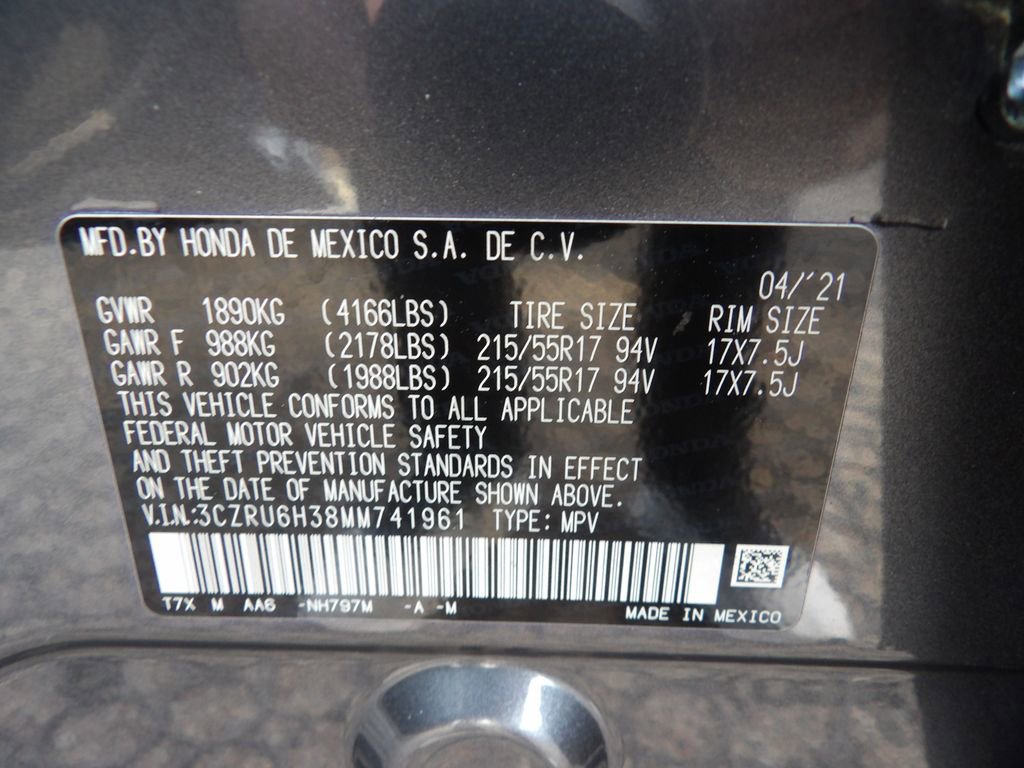 MFD.BY HONDA DE MEXICO S.A. DE C.V.
04/'21
GVWR 1890KG (4166LBS) TIRE SIZE RIM SIZE
GAWR F 988KG (2178LBS) 215/55R17 94V 17X7.5J
GAWR R 902KG (1988LBS) 215/55R17 94V 17X7.5J
THIS VEHICLE CONFORMS TO ALL APPLICABLE
FEDERAL MOTOR VEHICLE SAFETY
AND THEFT PREVENTION STANDARDS IN EFFECT
ON THE DATE OF MANUFACTURE SHOWN ABOVE.
V.I.N.:3CZRU6H38MM741961 TYPE: MPV
T7X M AA6 -NH797M -A -M MADE IN MEXICO